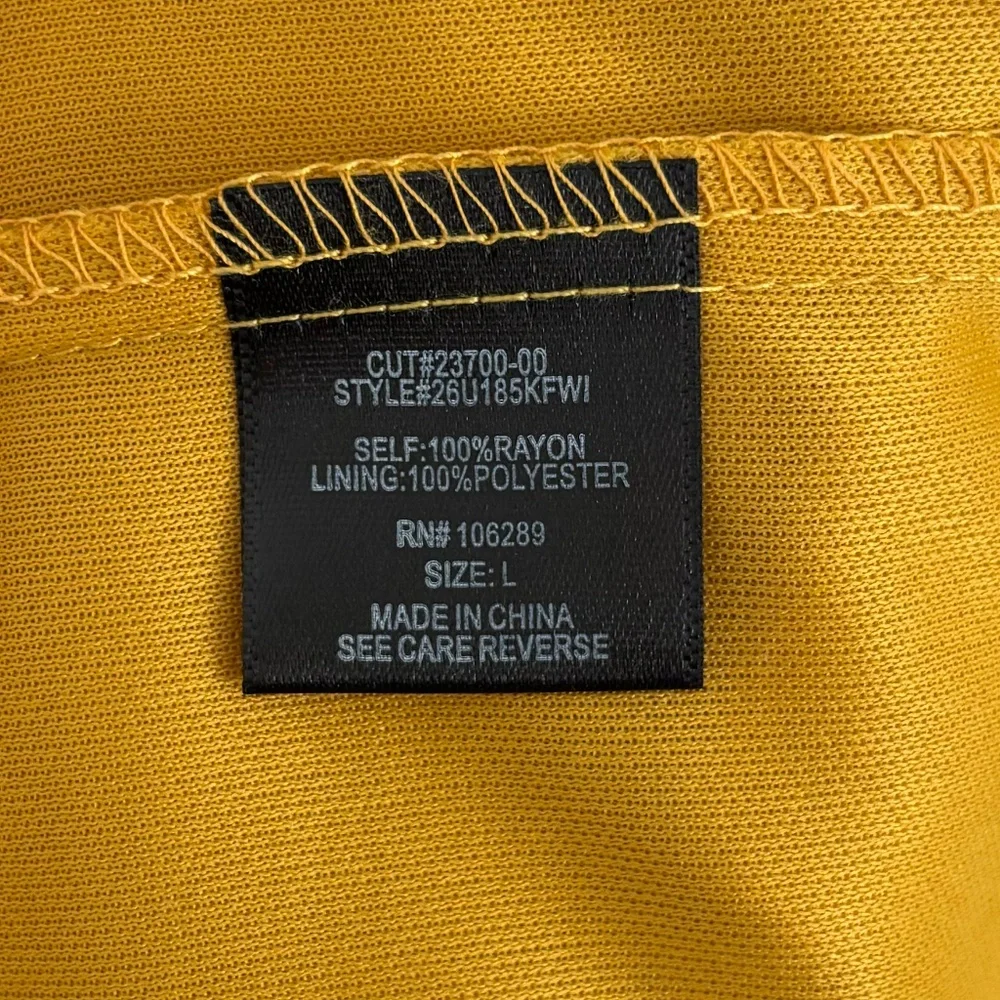 CUT#23700-00
STYLE#26U185KFWI
SELF:100%RAYON
LINING:100%POLYESTER
RN# 106289
SIZE: L
MADE IN CHINA
SEE CARE REVERSE